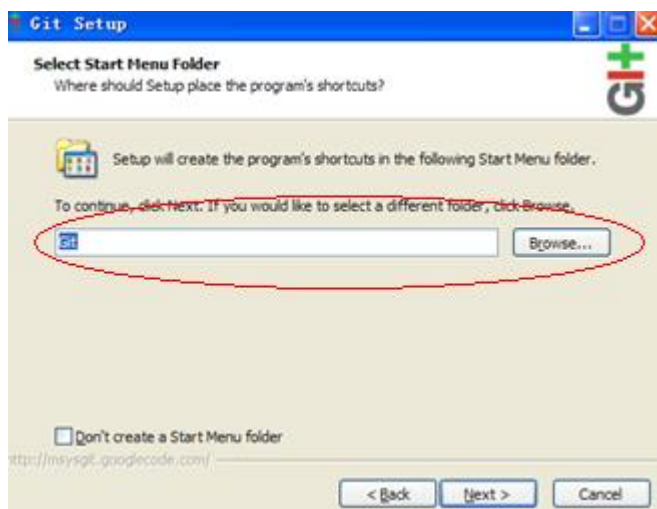 Git Setup
Select Start Menu Folder
Where should Setup place the program's shortcuts?
GIt
Setup will create the program's shortcuts in the following Start Menu folder.
To continue, click Next. If you would like to select a different folder, click Browse.
Git
Browse...
Don't create a Start Menu folder
http://msysgit.googlecode.com/
< Back
Next >
Cancel